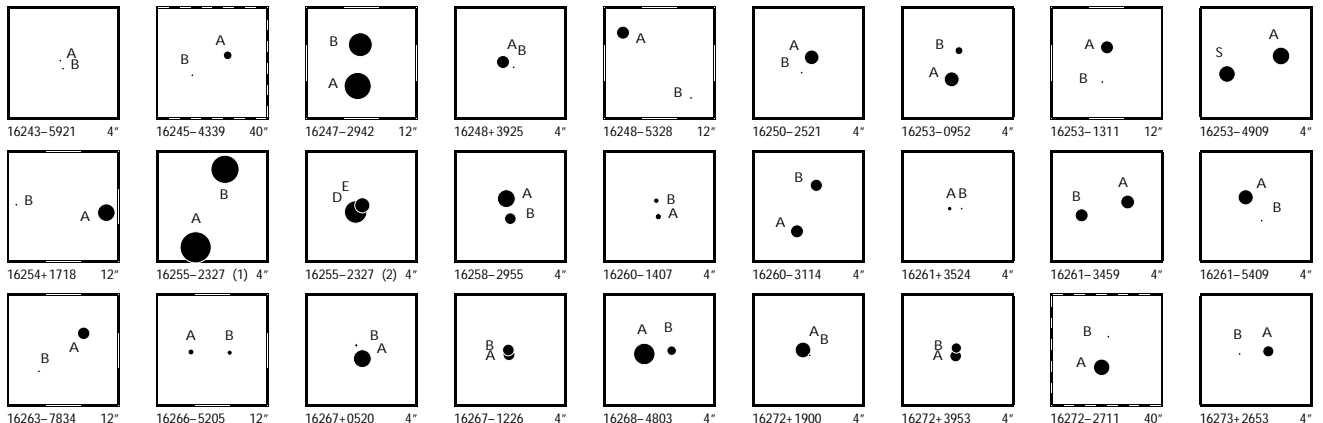 A
B
A
B
B
A
A B
A
B
A
B
B
A
A
B
S
A
16243–5921 4″
16245–4339 40″
16247–2942 12″
16248+3925 4″
16248–5328 12″
16250–2521 4″
16253–0952 4″
16253–1311 12″
16253–4909 4″
B
A
B
A
E
D
A
B
B
A
B
A
A B
A
B
A
B
16254+1718 12″
16255–2327 (1) 4″
16255–2327 (2) 4″
16258–2955 4″
16260–1407 4″
16260–3114 4″
16261+3524 4″
16261–3459 4″
16261–5409 4″
A
B
A B
B
A
B
A
A B
A
B
B
A
B
A
B A
16263–7834 12″
16266–5205 12″
16267+0520 4″
16267–1226 4″
16268–4803 4″
16272+1900 4″
16272+3953 4″
16272–2711 40″
16273+2653 4″